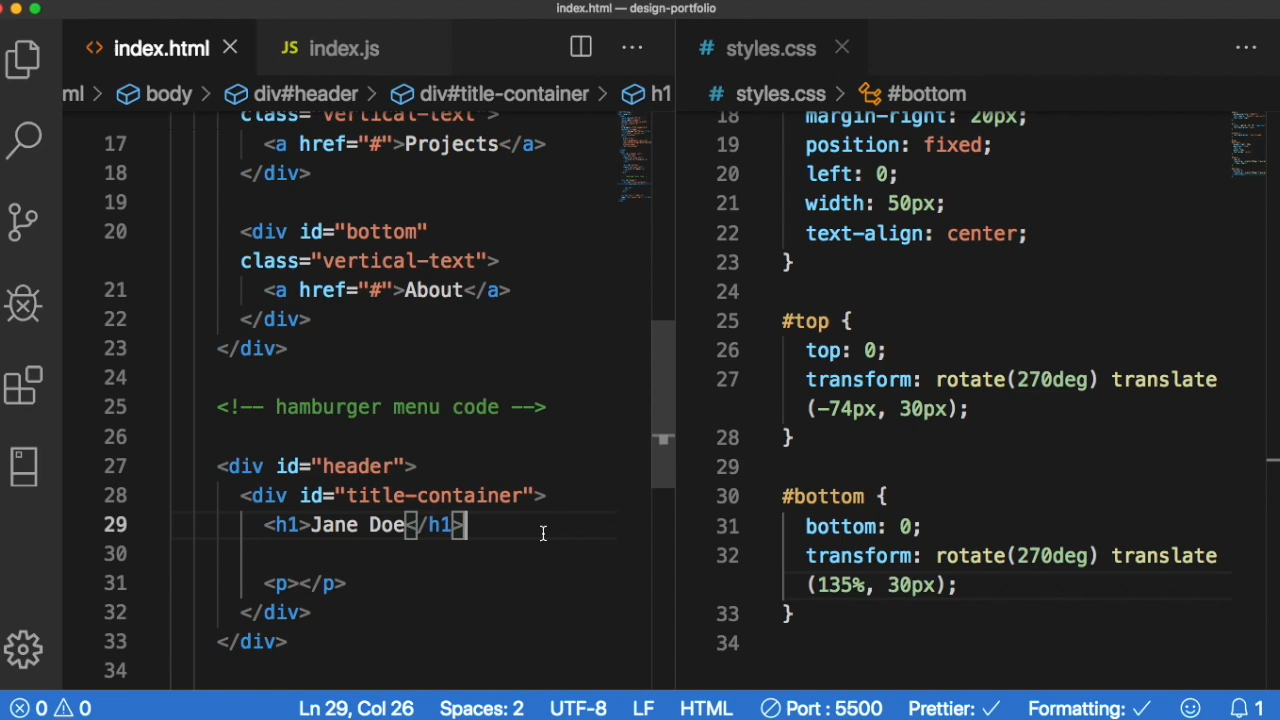 index.html — design-portfolio
index.html
JS index.js
# styles.css
ml > body > div#header > div#title-container > h1
# styles.css > #bottom
class="vertical-text">
17 <a href="#">Projects</a>
18 </div>
19
20 <div id="bottom"
class="vertical-text">
21 <a href="#">About</a>
22 </div>
23 </div>
24
25 <!-- hamburger menu code -->
26
27 <div id="header">
28 <div id="title-container">
29 <h1>Jane Doe</h1>
30
31 <p></p>
32 </div>
33 </div>
34
18 margin-right: 20px;
19 position: fixed;
20 left: 0;
21 width: 50px;
22 text-align: center;
23 }
24
25 #top {
26 top: 0;
27 transform: rotate(270deg) translate
(-74px, 30px);
28 }
29
30 #bottom {
31 bottom: 0;
32 transform: rotate(270deg) translate
(135%, 30px);
33 }
34
0 0 Ln 29, Col 26 Spaces: 2 UTF-8 LF HTML Port : 5500 Prettier: ✓ Formatting: ✓ 1